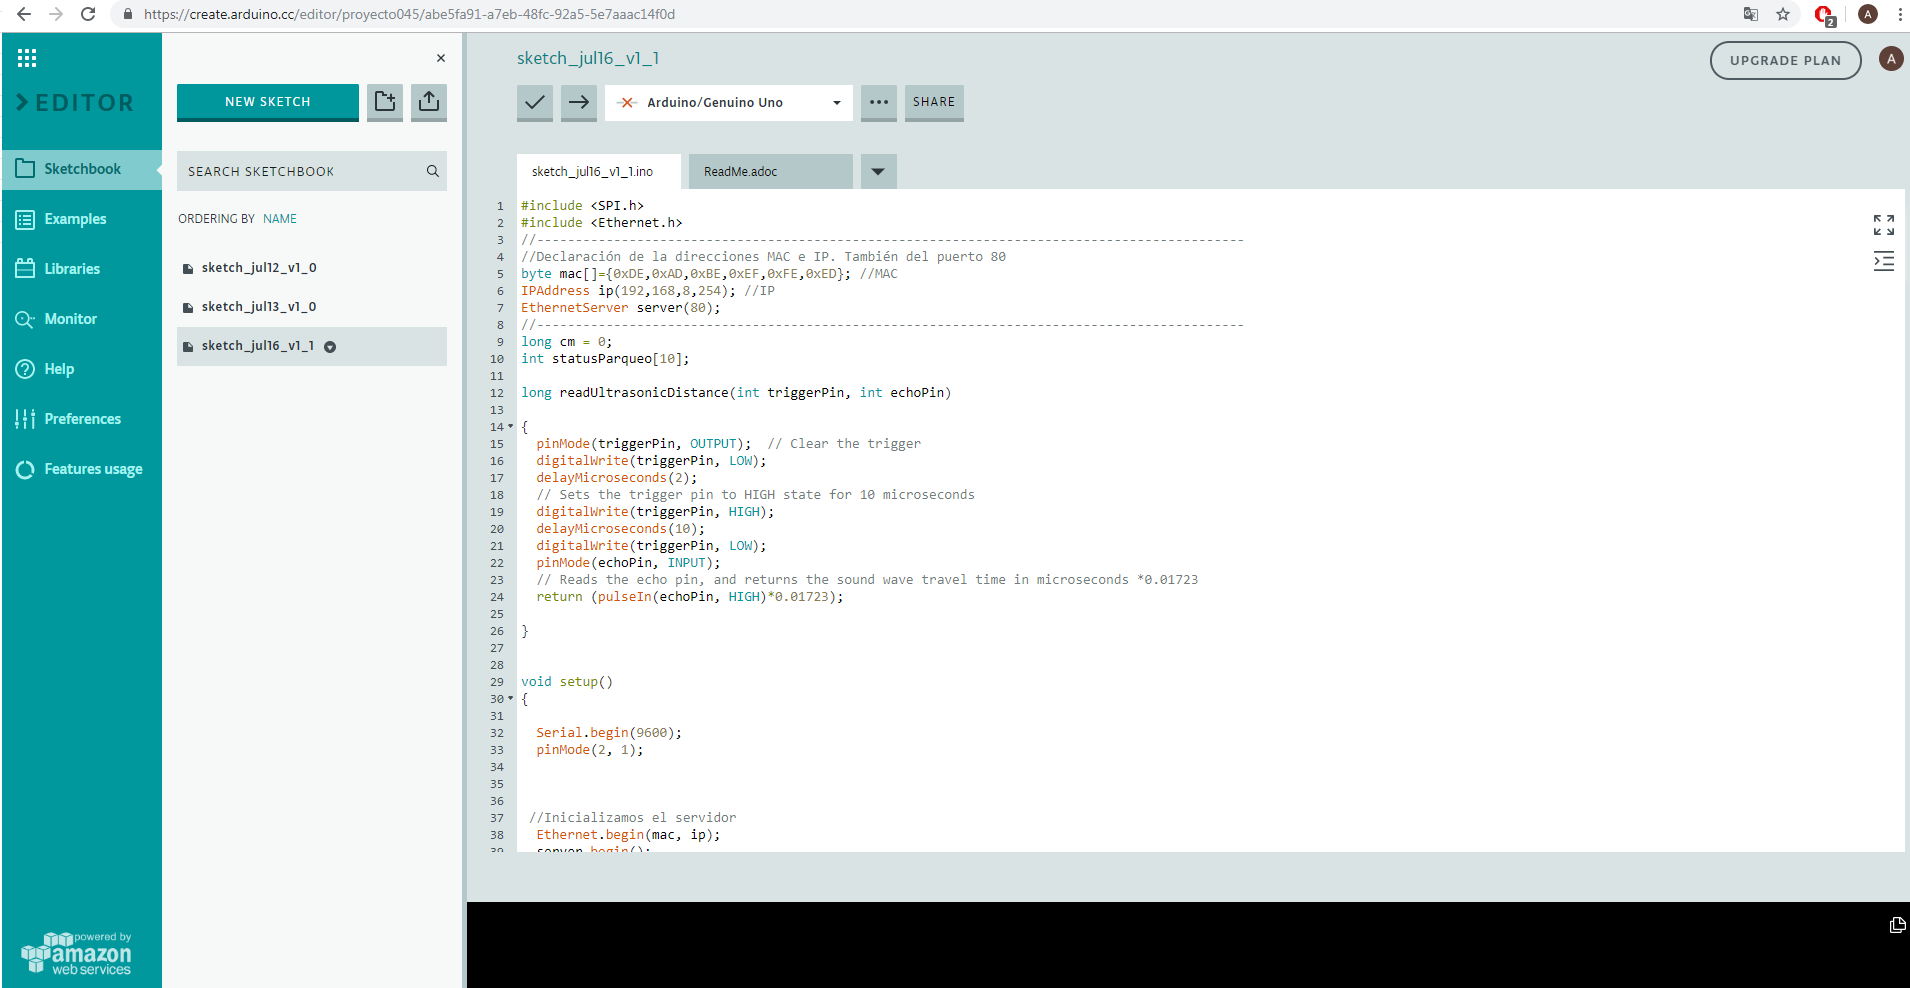 https://create.arduino.cc/editor/proyecto045/abe5fa91-a7eb-48fc-92a5-5e7aaac14f0d
2
A
EDITOR
Sketchbook
Examples
Libraries
Monitor
Help
Preferences
Features usage
powered by
amazon
web services
NEW SKETCH
SEARCH SKETCHBOOK
ORDERING BY NAME
sketch_jul12_v1_0
sketch_jul13_v1_0
sketch_jul16_v1_1
sketch_jul16_v1_1
UPGRADE PLAN
A
Arduino/Genuino Uno
SHARE
sketch_jul16_v1_1.ino
ReadMe.adoc
1 #include <SPI.h>
2 #include <Ethernet.h>
3 //--------------------------------------------------------------------------------------------
4 //Declaración de la direcciones MAC e IP. También del puerto 80
5 byte mac[]={0xDE,0xAD,0xBE,0xEF,0xFE,0xED}; //MAC
6 IPAddress ip(192,168,8,254); //IP
7 EthernetServer server(80);
8 //--------------------------------------------------------------------------------------------
9 long cm = 0;
10 int statusParqueo[10];
11
12 long readUltrasonicDistance(int triggerPin, int echoPin)
13
14 {
15   pinMode(triggerPin, OUTPUT);  // Clear the trigger
16   digitalWrite(triggerPin, LOW);
17   delayMicroseconds(2);
18   // Sets the trigger pin to HIGH state for 10 microseconds
19   digitalWrite(triggerPin, HIGH);
20   delayMicroseconds(10);
21   digitalWrite(triggerPin, LOW);
22   pinMode(echoPin, INPUT);
23   // Reads the echo pin, and returns the sound wave travel time in microseconds *0.01723
24   return (pulseIn(echoPin, HIGH)*0.01723);
25
26 }
27
28
29 void setup()
30 {
31
32   Serial.begin(9600);
33   pinMode(2, 1);
34
35
36
37  //Inicializamos el servidor
38   Ethernet.begin(mac, ip);
39   server.begin();